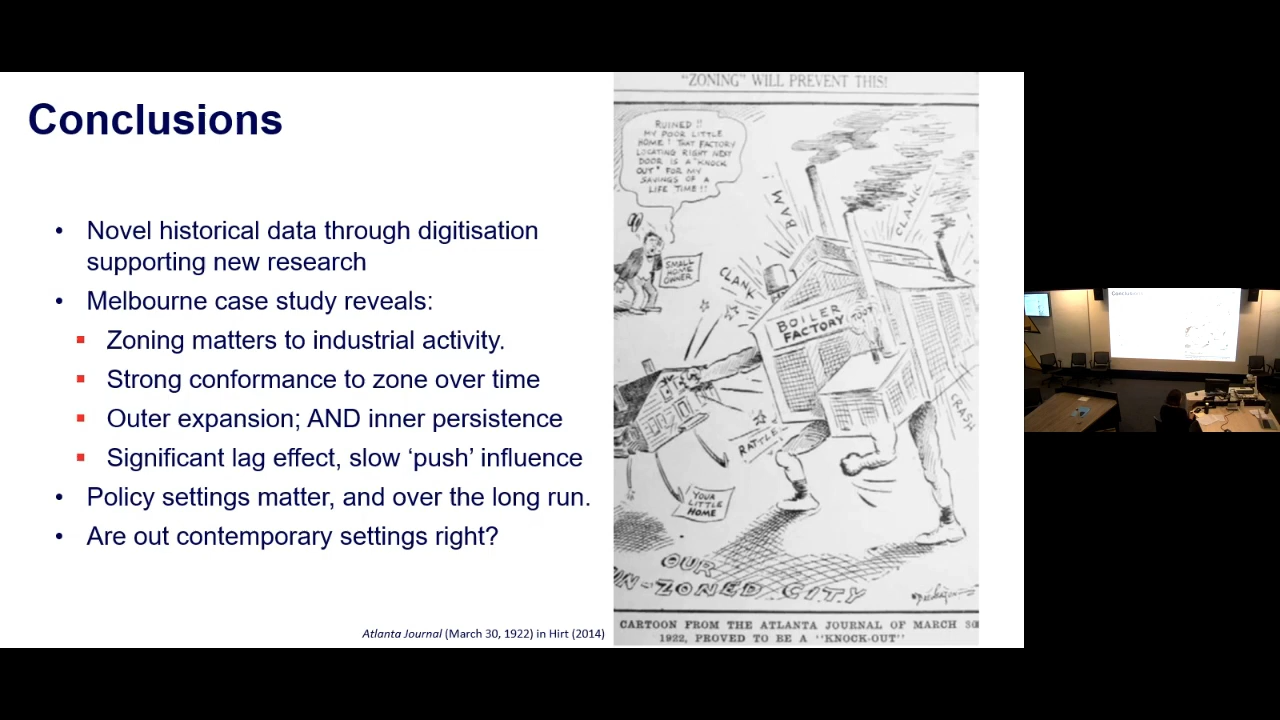 Conclusions
• Novel historical data through digitisation
supporting new research
• Melbourne case study reveals:
▪ Zoning matters to industrial activity.
▪ Strong conformance to zone over time
▪ Outer expansion; AND inner persistence
▪ Significant lag effect, slow ‘push’ influence
• Policy settings matter, and over the long run.
• Are out contemporary settings right?
Atlanta Journal (March 30, 1922) in Hirt (2014)
"ZONING" WILL PREVENT THIS!
RUINED!!
MY POOR LITTLE
HOME! THAT FACTORY
LOCATING RIGHT NEXT
DOOR IS A "KNOCK
OUT" FOR MY
SAVINGS OF A
LIFE TIME!!
BAM
CLANK
SMALL
HOME
OWNER
CLANK
BOILER
FACTORY
TOOT
CRASH
RATTLE
YOUR
LITTLE
HOME
OUR
UN-ZONED CITY
CARTOON FROM THE ATLANTA JOURNAL OF MARCH 30
1922, PROVED TO BE A "KNOCK-OUT"
Conclusions